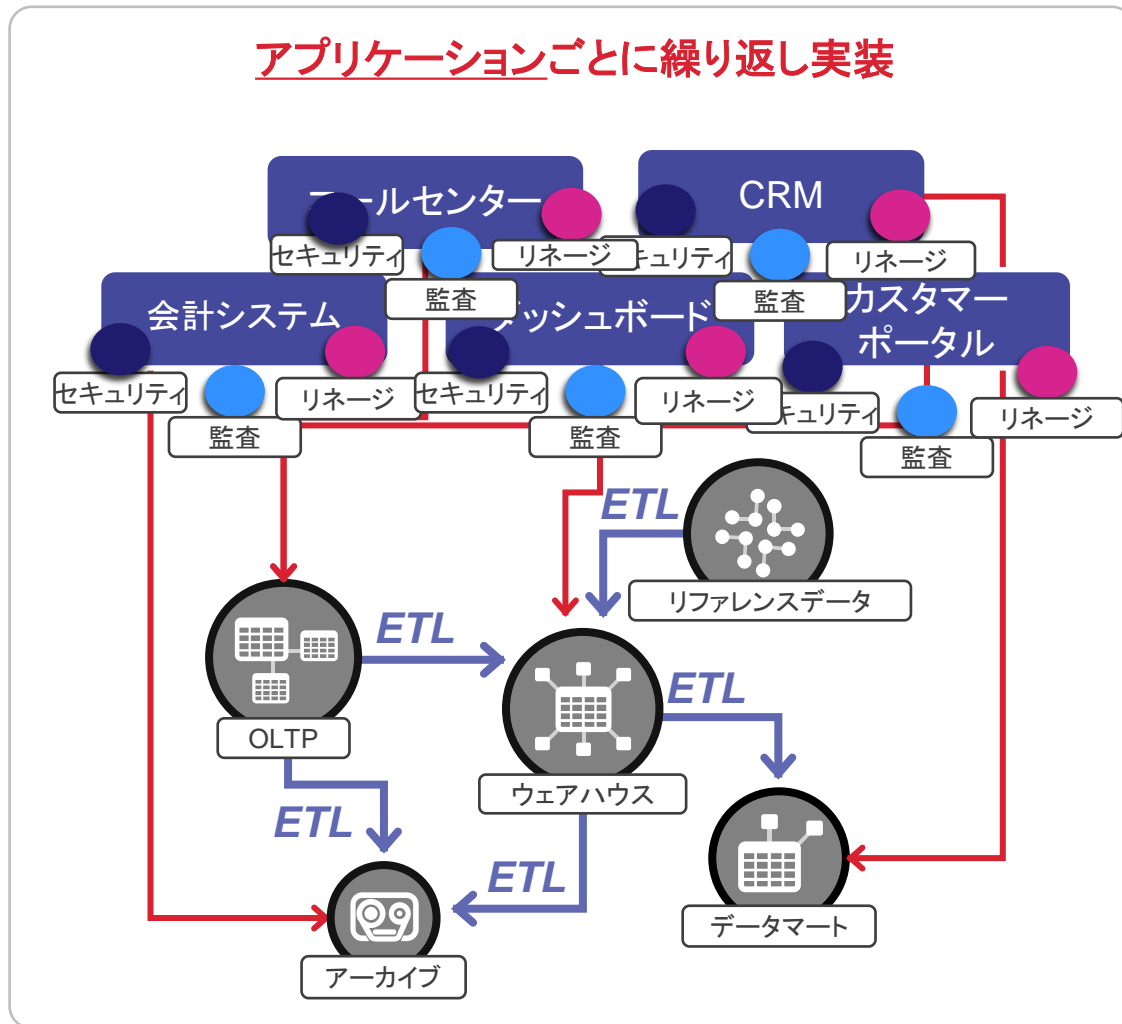 アプリケーションごとに繰り返し実装
ールセンター
CRM
セキュリティ
リネージ
キュリティ
リネージ
監査
監査
会計システム
ッシュボード
カスタマー
ポータル
セキュリティ
リネージ
セキュリティ
リネージ
キュリティ
リネージ
監査
監査
監査
ETL
リファレンスデータ
ETL
ETL
OLTP
ウェアハウス
ETL
ETL
データマート
アーカイブ